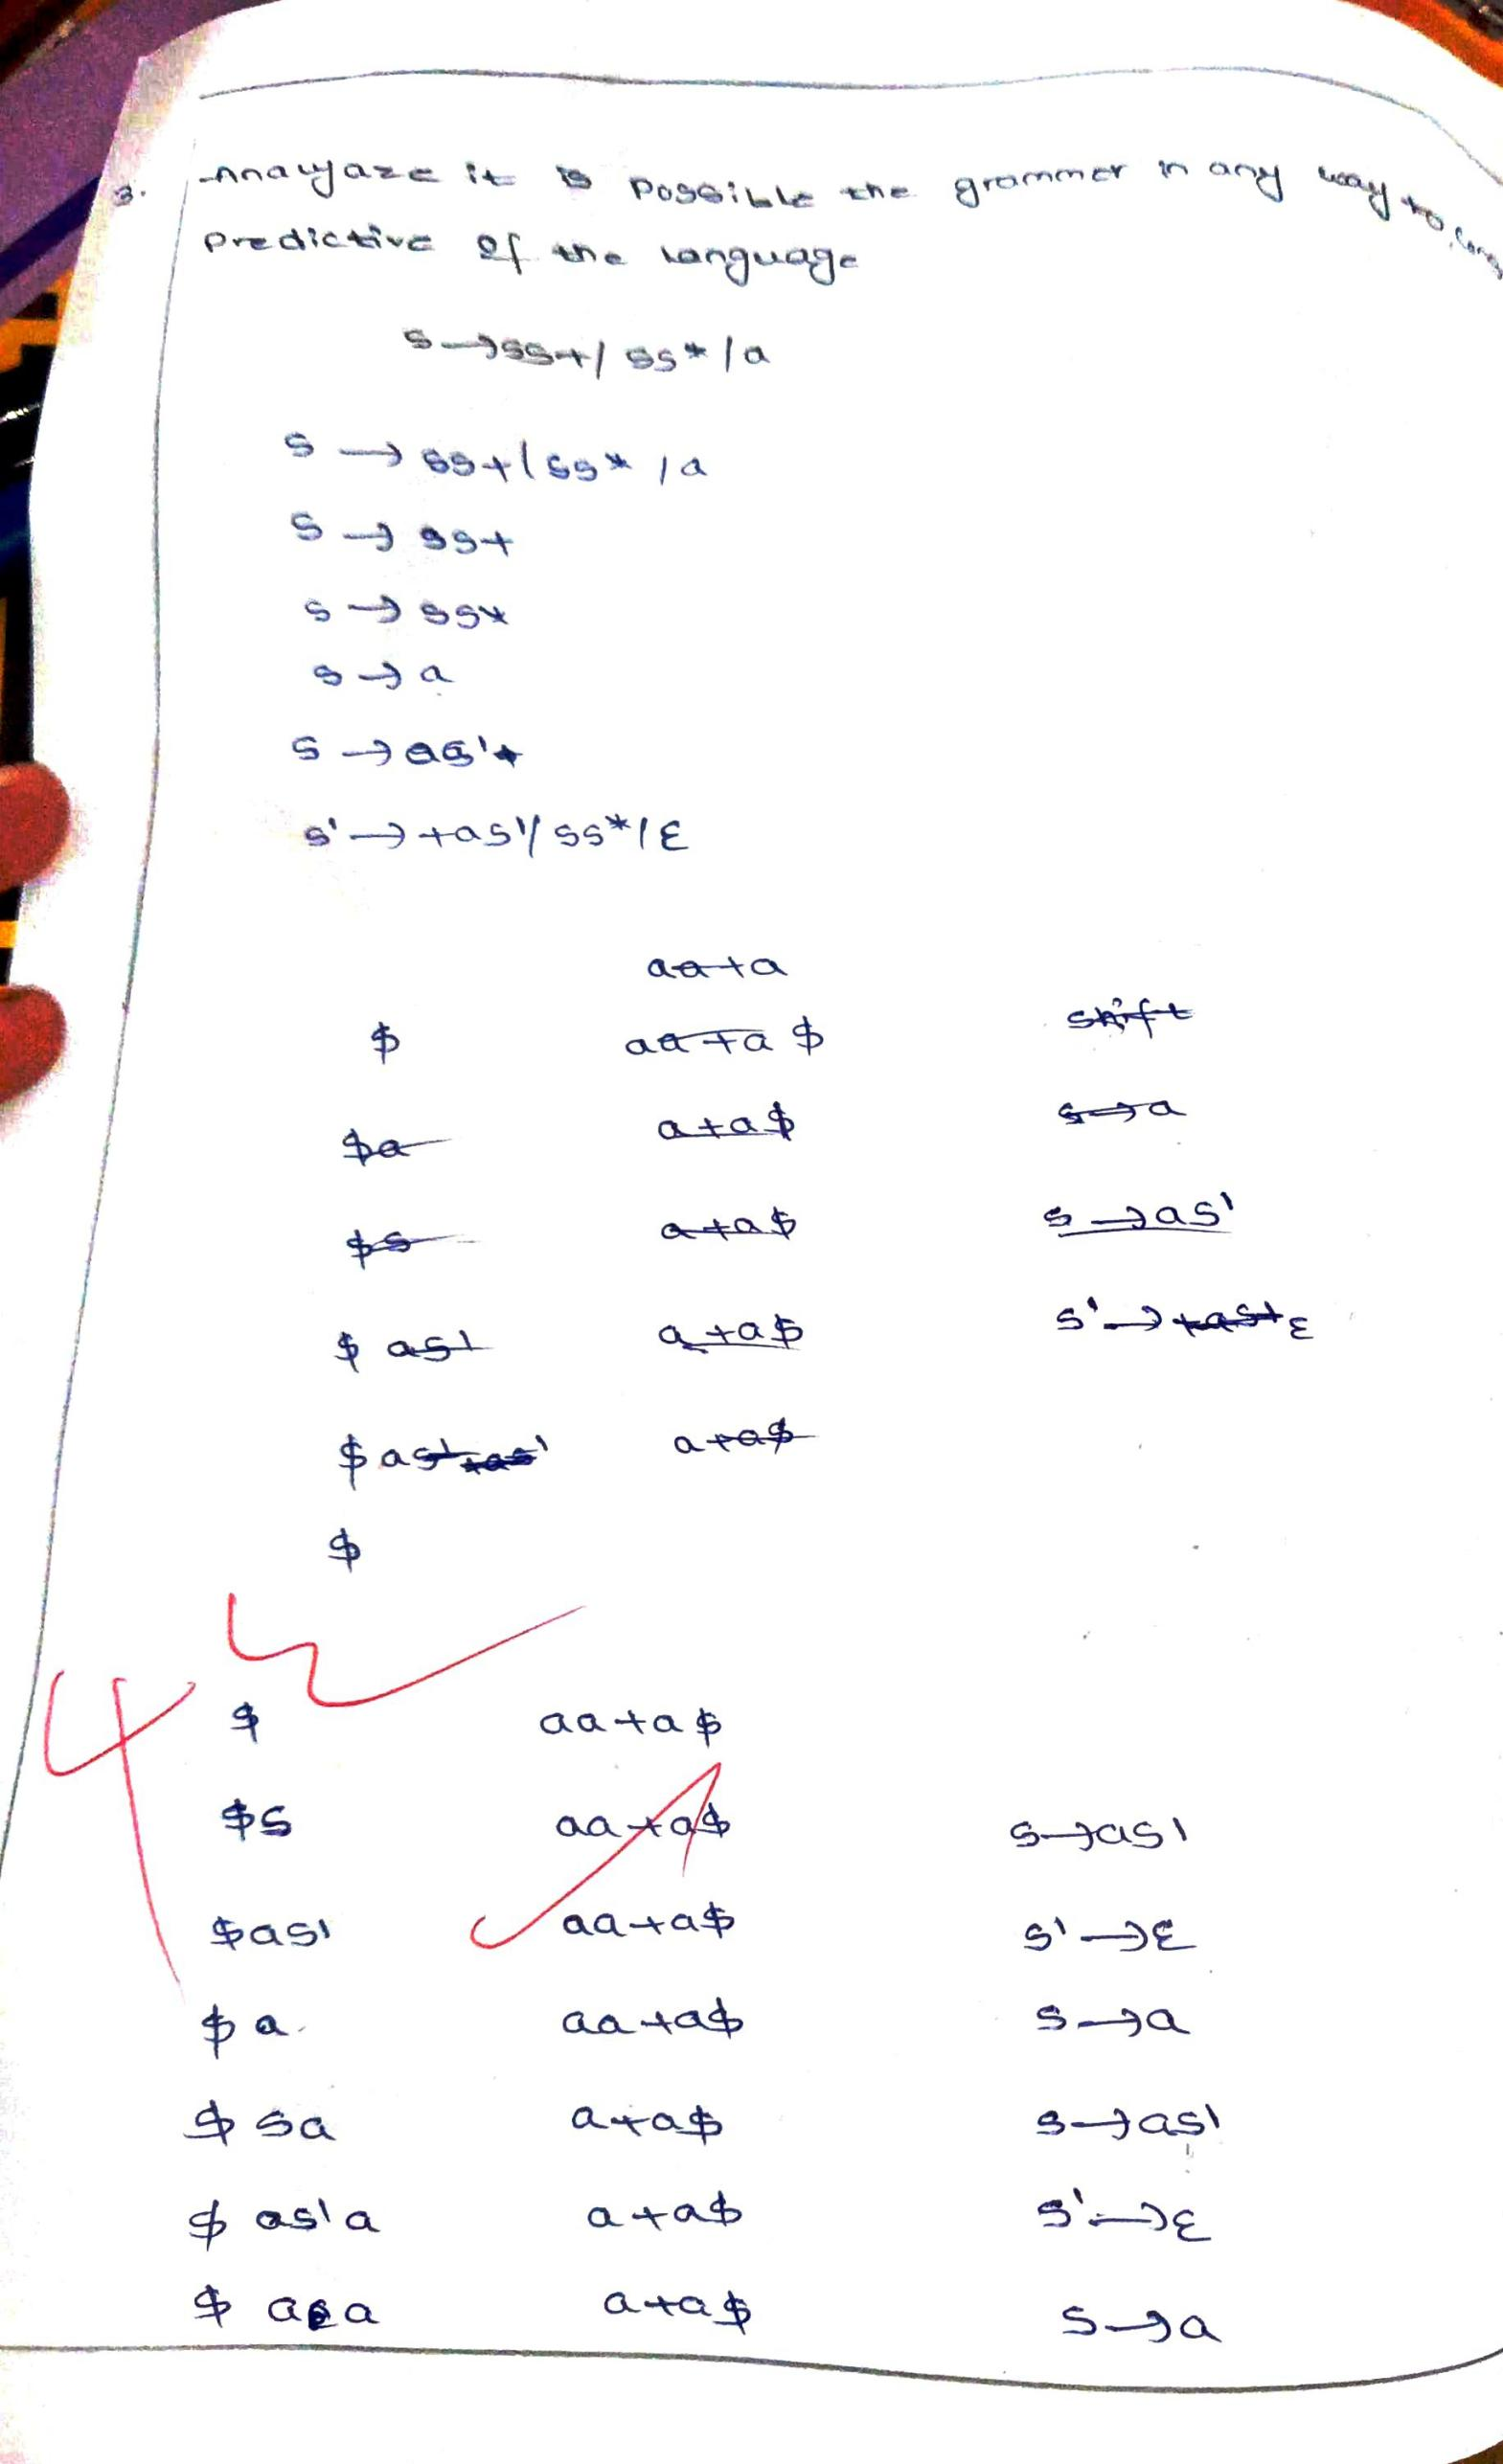 3. Analyaze it is possible the grammer in any way to
predictive of the language
S → SS+ / SS* / a
S → SS+ | SS* / a
S → SS+
S → SS*
S → a
S → aS'
S' → +aS' / SS* / ε
aa+a
$ aa+a $ shift
$a a+a$ S→a
$S a+a$ S→aS'
$ aS' a+a$ S'→ ε
$ aS' a+a$
$
4
$ aa+a$
$S aa+a$ S→aS'
$aS' aa+a$ S'→ε
$a aa+a$ S→a
$ Sa a+a$ S→aS'
$ aS'a a+a$ S'→ε
$ a a a+a$ S→a